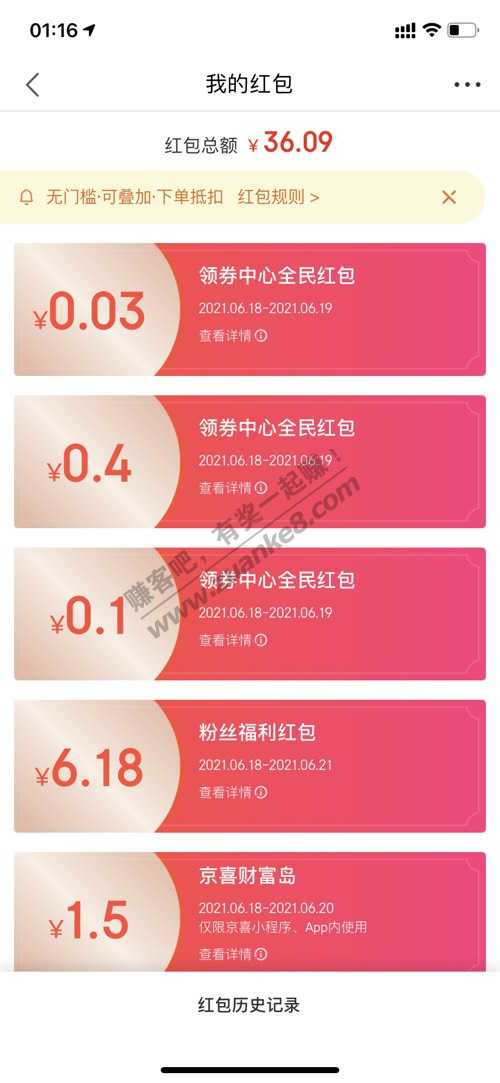 01:16
我的红包
红包总额 ¥ 36.09
无门槛·可叠加·下单抵扣 红包规则 >
¥0.03
领券中心全民红包
2021.06.18-2021.06.19
查看详情
¥0.4
领券中心全民红包
2021.06.18-2021.06.19
查看详情
¥0.1
领券中心全民红包
2021.06.18-2021.06.19
查看详情
赚客吧，有奖一起赚！
www.zuanke8.com
¥6.18
粉丝福利红包
2021.06.18-2021.06.21
查看详情
¥1.5
京喜财富岛
2021.06.18-2021.06.20
仅限京喜小程序、App内使用
查看详情
红包历史记录